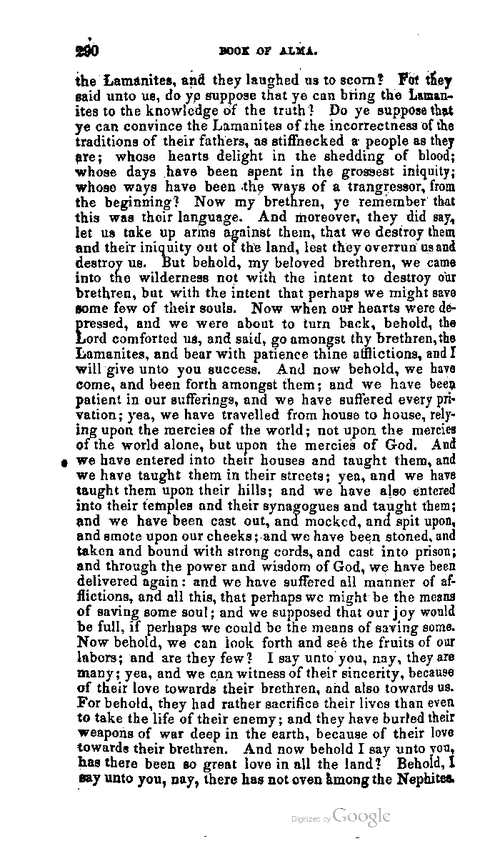 290 BOOK OF ALMA.
the Lamanites, and they laughed us to scorn? For they
said unto us, do ye suppose that ye can bring the Laman-
ites to the knowledge of the truth? Do ye suppose that
ye can convince the Lamanites of the incorrectness of the
traditions of their fathers, as stiffnecked a people as they
are; whose hearts delight in the shedding of blood;
whose days have been spent in the grossest iniquity;
whose ways have been the ways of a trangressor, from
the beginning? Now my brethren, ye remember that
this was their language. And moreover, they did say,
let us take up arms against them, that we destroy them
and their iniquity out of the land, lest they overrun us and
destroy us. But behold, my beloved brethren, we came
into the wilderness not with the intent to destroy our
brethren, but with the intent that perhaps we might save
some few of their souls. Now when our hearts were de-
pressed, and we were about to turn back, behold, the
Lord comforted us, and said, go amongst thy brethren, the
Lamanites, and bear with patience thine afflictions, and I
will give unto you success. And now behold, we have
come, and been forth amongst them; and we have been
patient in our sufferings, and we have suffered every pri-
vation; yea, we have travelled from house to house, rely-
ing upon the mercies of the world; not upon the mercies
of the world alone, but upon the mercies of God. And
we have entered into their houses and taught them, and
we have taught them in their streets; yea, and we have
taught them upon their hills; and we have also entered
into their temples and their synagogues and taught them;
and we have been cast out, and mocked, and spit upon,
and smote upon our cheeks; and we have been stoned, and
taken and bound with strong cords, and cast into prison;
and through the power and wisdom of God, we have been
delivered again: and we have suffered all manner of af-
flictions, and all this, that perhaps we might be the means
of saving some soul; and we supposed that our joy would
be full, if perhaps we could be the means of saving some.
Now behold, we can look forth and see the fruits of our
labors; and are they few? I say unto you, nay, they are
many; yea, and we can witness of their sincerity, because
of their love towards their brethren, and also towards us.
For behold, they had rather sacrifice their lives than even
to take the life of their enemy; and they have buried their
weapons of war deep in the earth, because of their love
towards their brethren. And now behold I say unto you,
has there been so great love in all the land? Behold, I
say unto you, nay, there has not even among the Nephites.
Digitized by Google